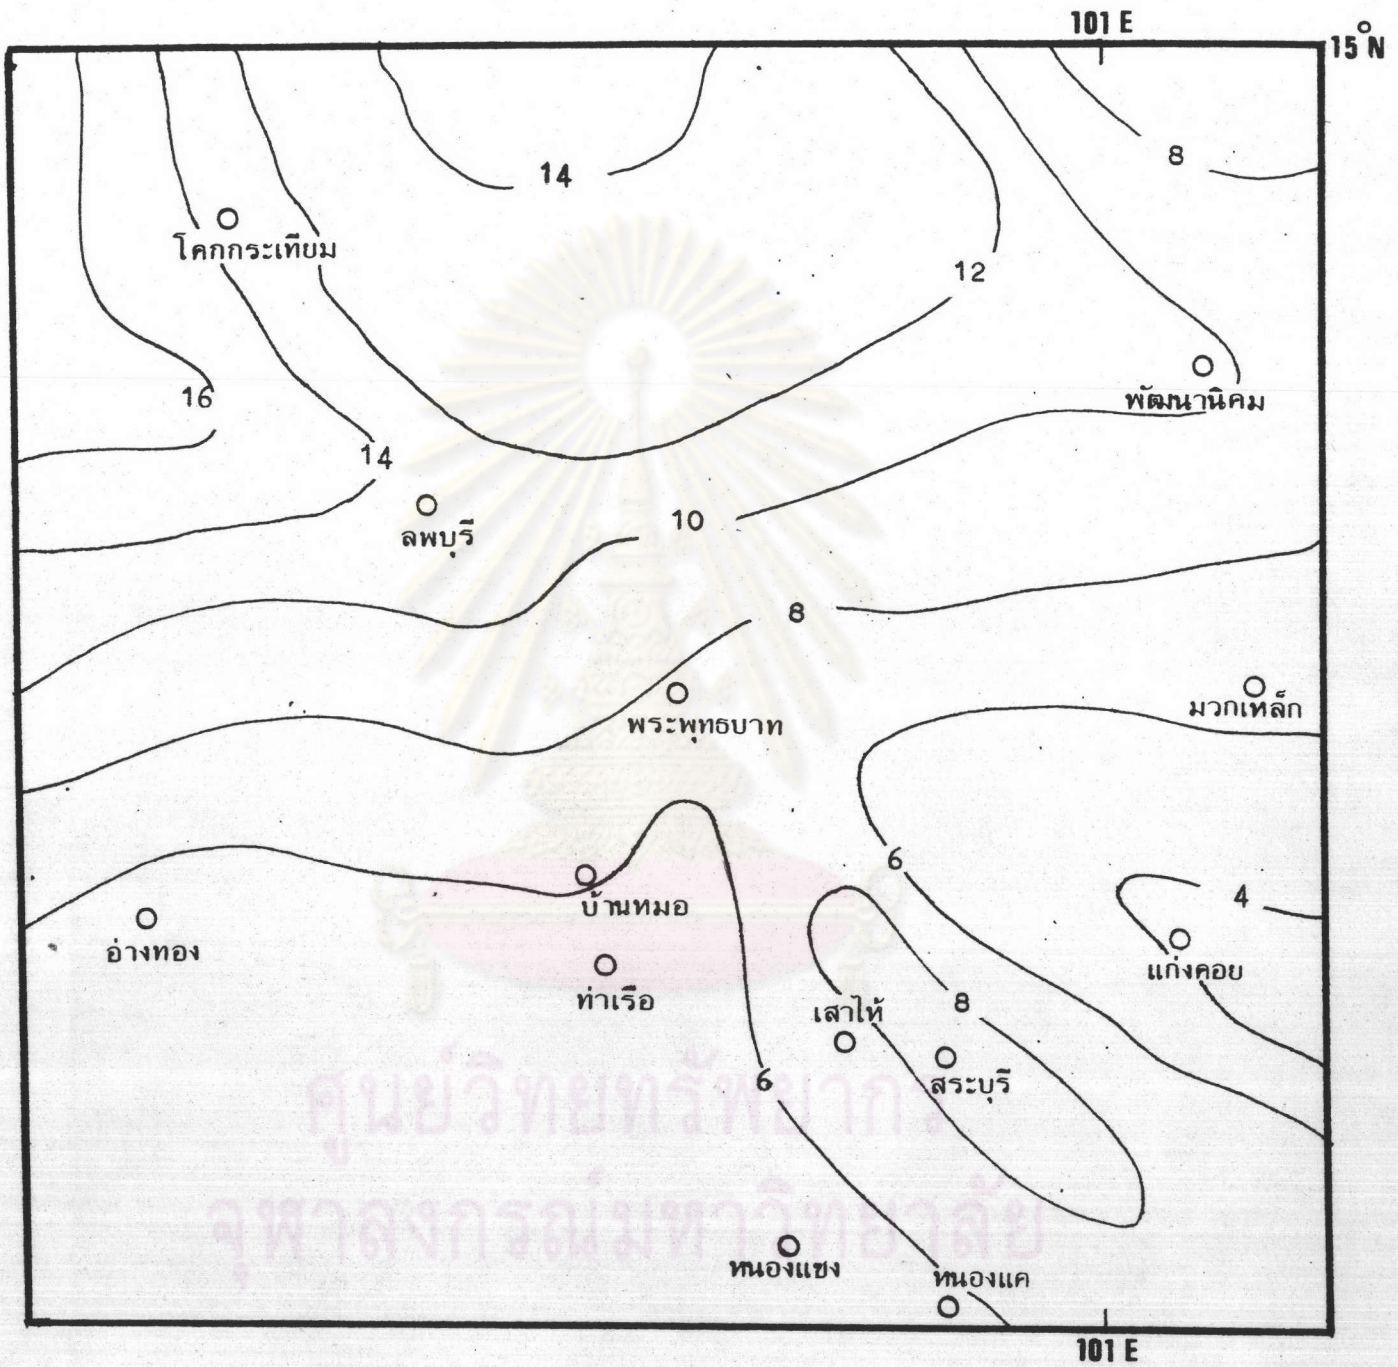 101 E
15°N
8
14
โคกกระเทียม
12
16
พัฒนานิคม
14
10
ลพบุรี
8
มวกเหล็ก
พระพุทธบาท
6
4
บ้านหมอ
อ่างทอง
แก่งคอย
ท่าเรือ
เสาไห้
8
6
สระบุรี
ศูนย์วิทยทรัพยากร
จุฬาลงกรณ์มหาวิทยาลัย
หนองแซง
หนองแค
101 E